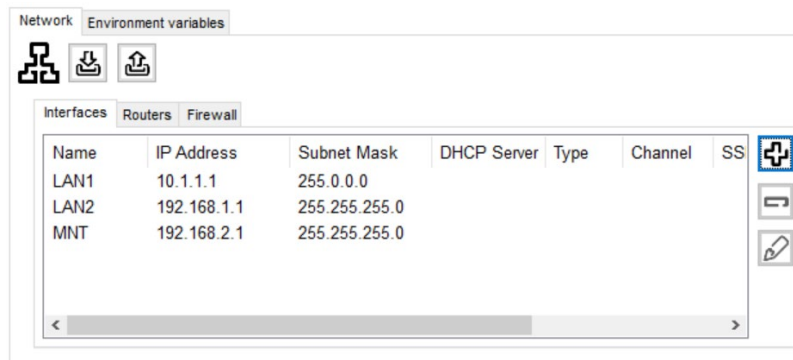 Network Environment variables
Interfaces Routers Firewall
Name IP Address Subnet Mask DHCP Server Type Channel SS
LAN1 10.1.1.1 255.0.0.0
LAN2 192.168.1.1 255.255.255.0
MNT 192.168.2.1 255.255.255.0